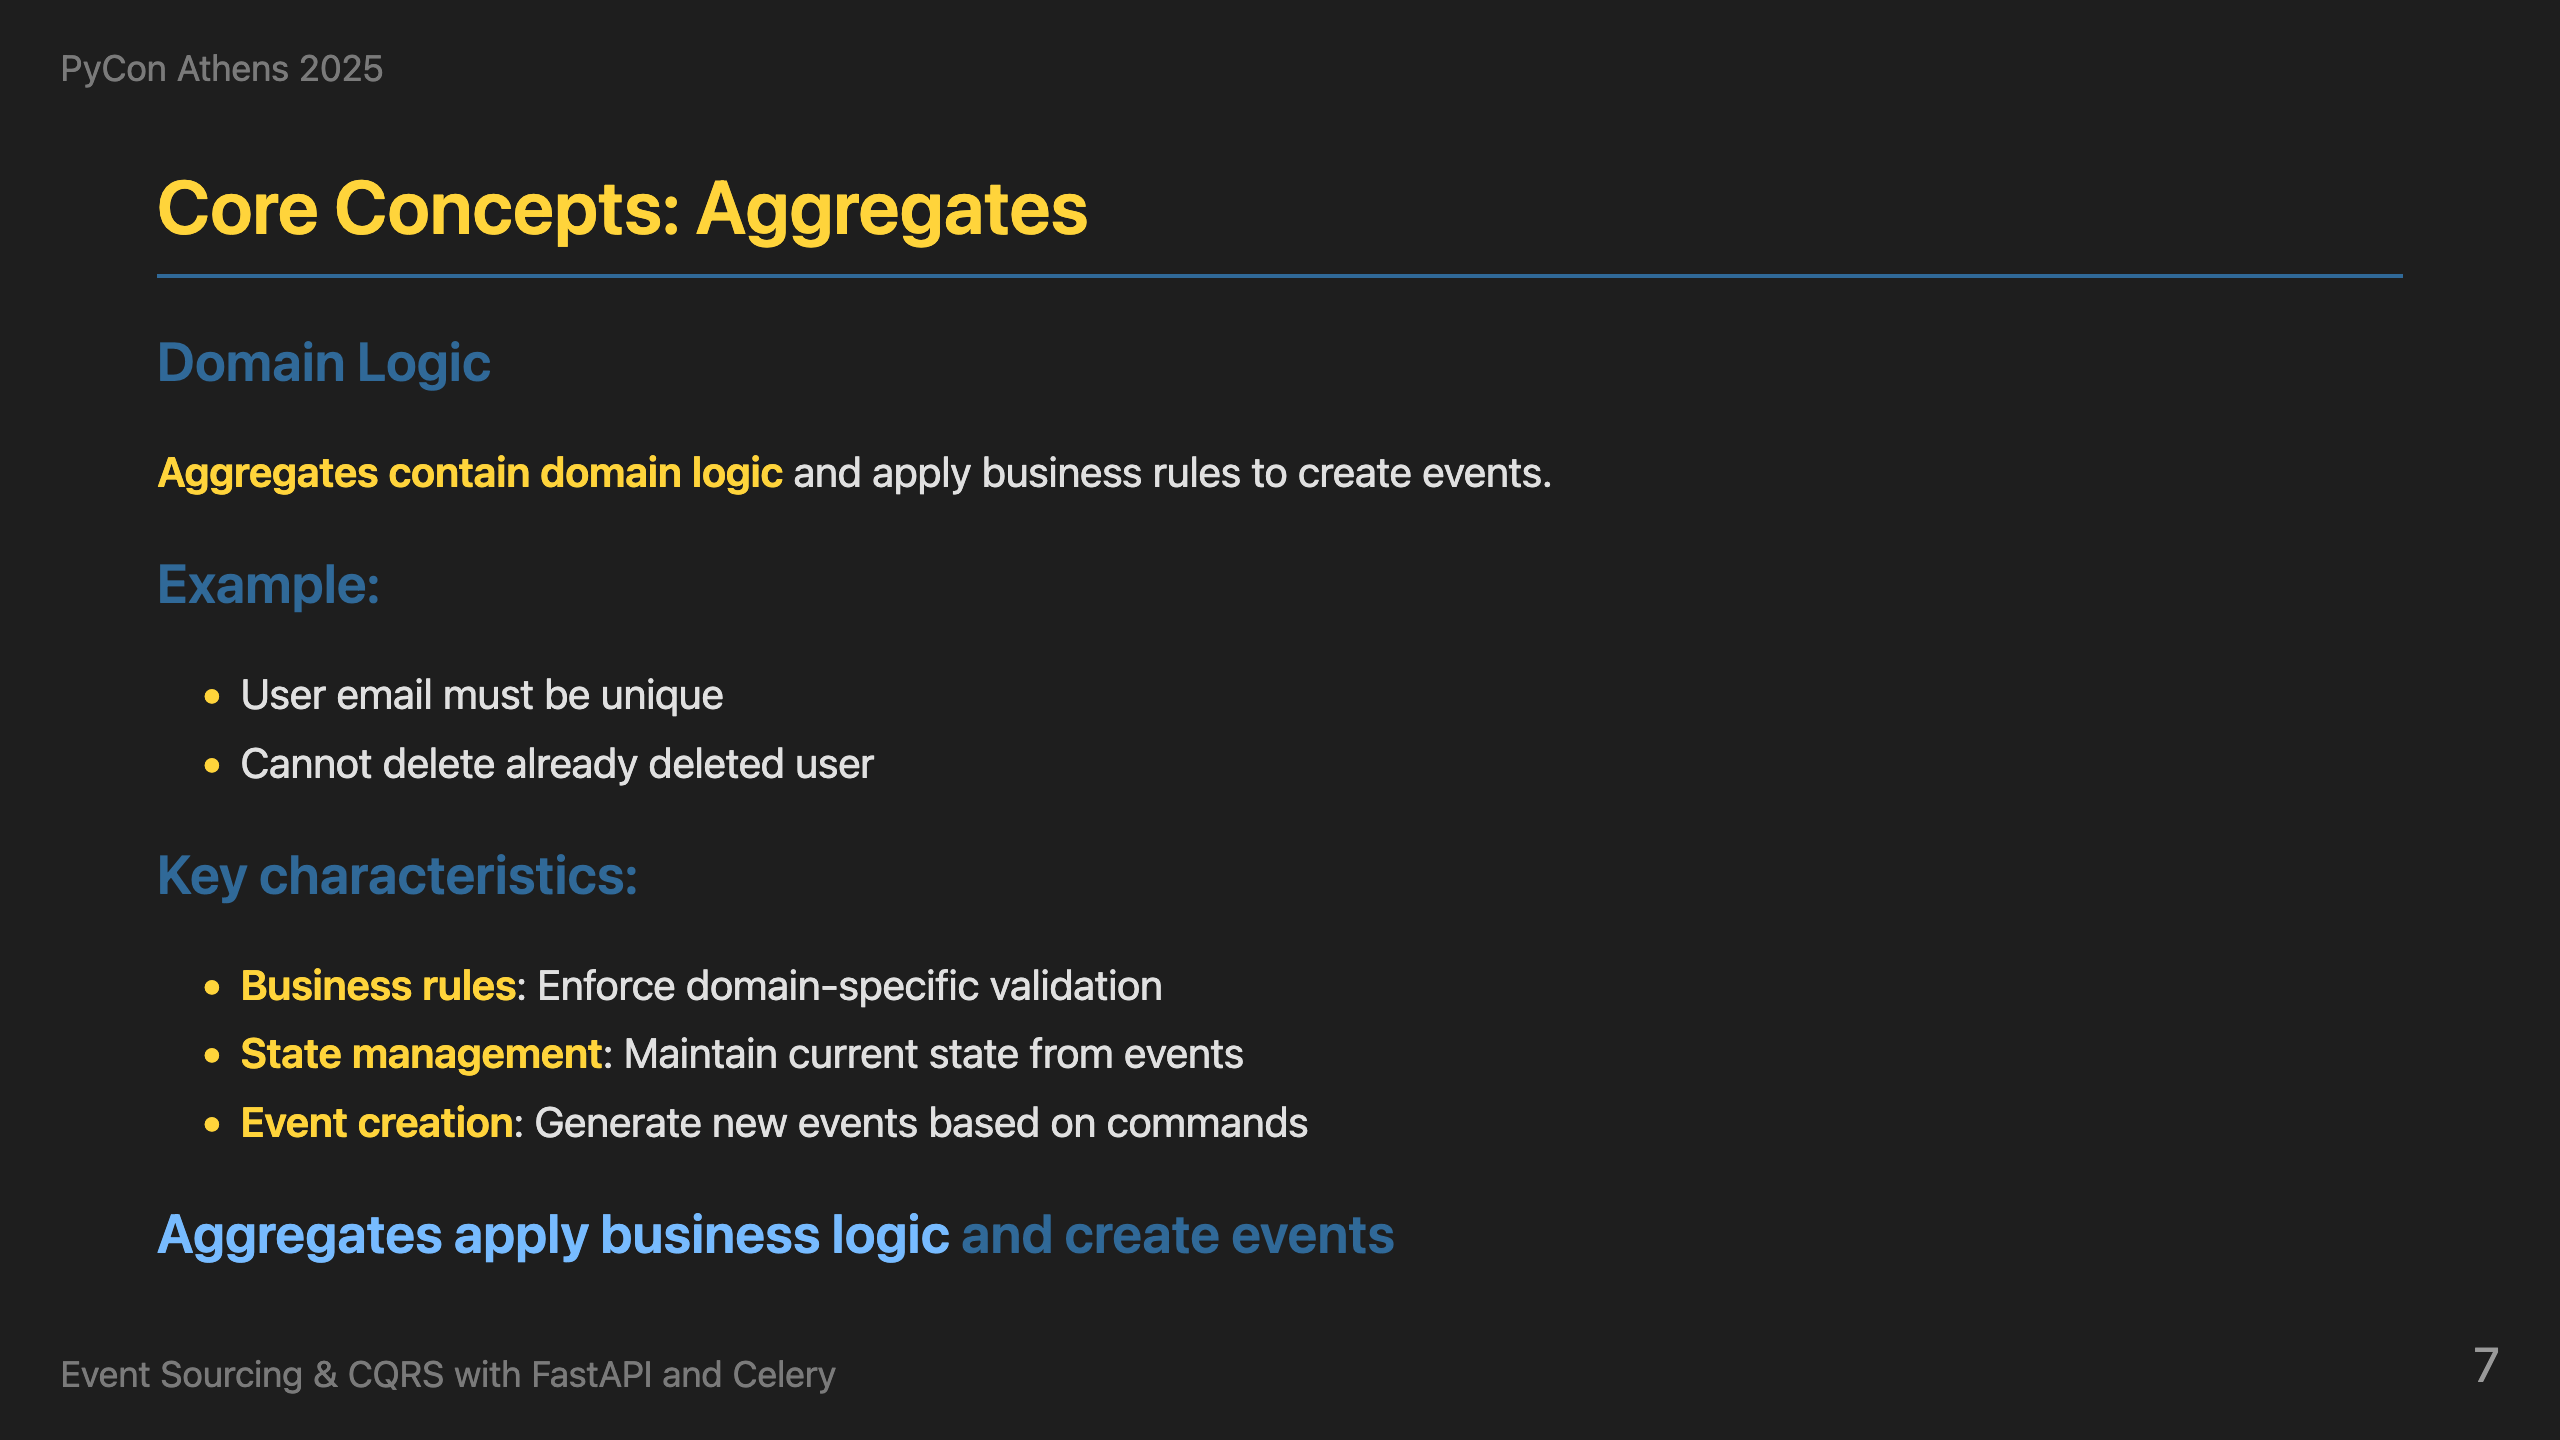 PyCon Athens 2025
Core Concepts: Aggregates
Domain Logic
Aggregates contain domain logic and apply business rules to create events.
Example:
• User email must be unique
• Cannot delete already deleted user
Key characteristics:
• Business rules: Enforce domain-specific validation
• State management: Maintain current state from events
• Event creation: Generate new events based on commands
Aggregates apply business logic and create events
Event Sourcing & CQRS with FastAPI and Celery
7